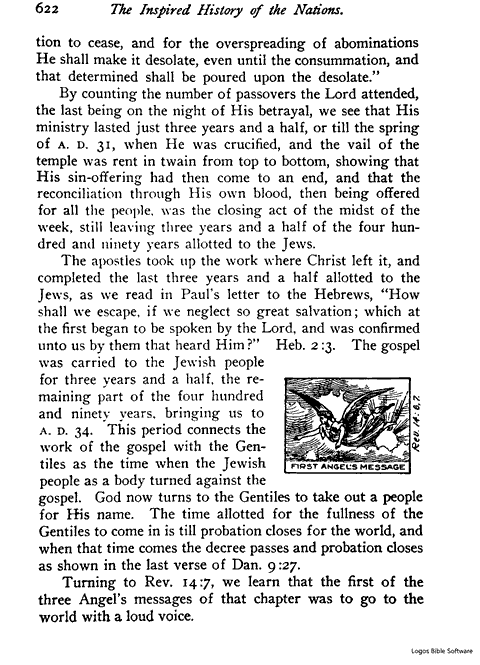 622 The Inspired History of the Nations.
tion to cease, and for the overspreading of abominations
He shall make it desolate, even until the consummation, and
that determined shall be poured upon the desolate."
By counting the number of passovers the Lord attended,
the last being on the night of His betrayal, we see that His
ministry lasted just three years and a half, or till the spring
of A. D. 31, when He was crucified, and the vail of the
temple was rent in twain from top to bottom, showing that
His sin-offering had then come to an end, and that the
reconciliation through His own blood, then being offered
for all the people, was the closing act of the midst of the
week, still leaving three years and a half of the four hun-
dred and ninety years allotted to the Jews.
The apostles took up the work where Christ left it, and
completed the last three years and a half allotted to the
Jews, as we read in Paul's letter to the Hebrews, "How
shall we escape, if we neglect so great salvation; which at
the first began to be spoken by the Lord, and was confirmed
unto us by them that heard Him?" Heb. 2:3. The gospel
was carried to the Jewish people
for three years and a half, the re-
maining part of the four hundred
and ninety years, bringing us to
A. D. 34. This period connects the
work of the gospel with the Gen-
tiles as the time when the Jewish
people as a body turned against the
FIRST ANGEL'S MESSAGE
Rev. 14:6,7.
gospel. God now turns to the Gentiles to take out a people
for His name. The time allotted for the fullness of the
Gentiles to come in is till probation closes for the world, and
when that time comes the decree passes and probation closes
as shown in the last verse of Dan. 9:27.
Turning to Rev. 14:7, we learn that the first of the
three Angel's messages of that chapter was to go to the
world with a loud voice.
Logos Bible Software